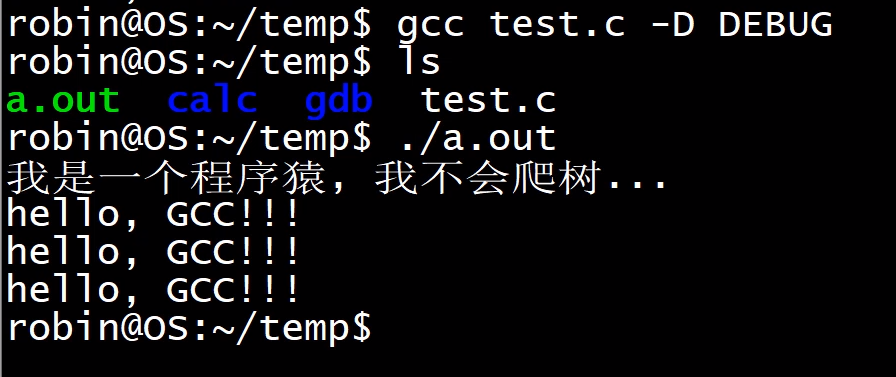 robin@OS:~/temp$ gcc test.c -D DEBUG
robin@OS:~/temp$ ls
a.out  calc  gdb  test.c
robin@OS:~/temp$ ./a.out
我是一个程序猿，我不会爬树...
hello, GCC!!!
hello, GCC!!!
hello, GCC!!!
robin@OS:~/temp$